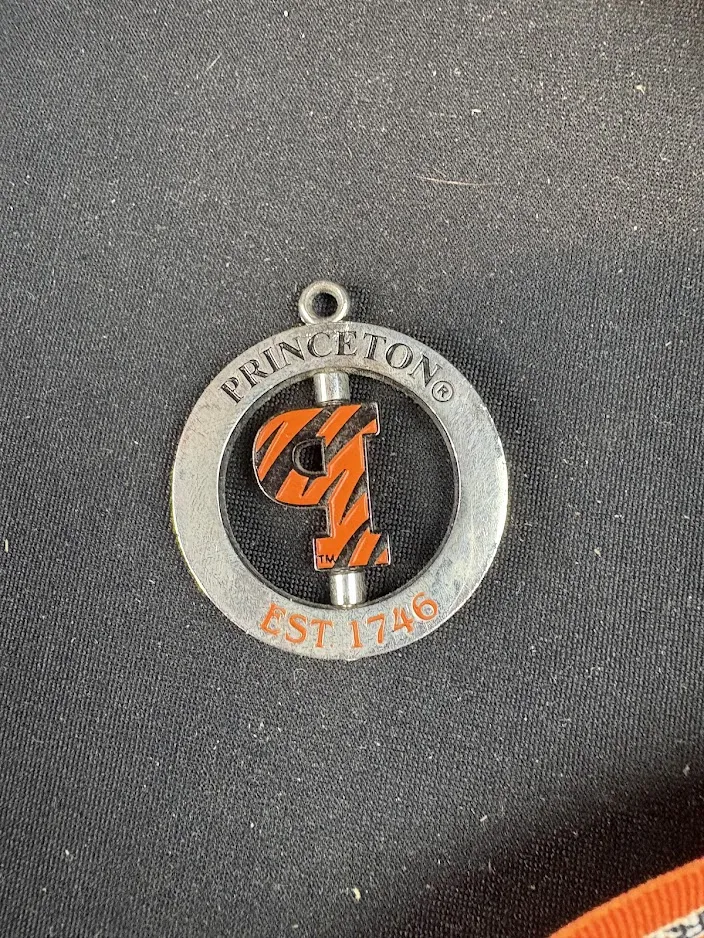 PRINCETON®
P
TM
EST. 1746